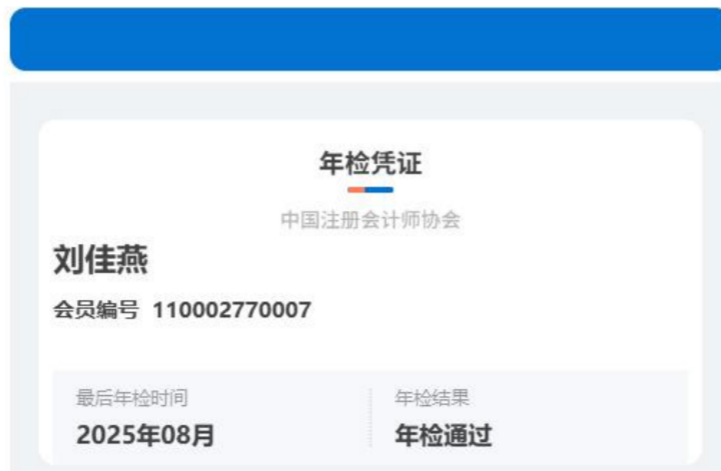 年检凭证
中国注册会计师协会
刘佳燕
会员编号 110002770007
最后年检时间 年检结果
2025年08月 年检通过